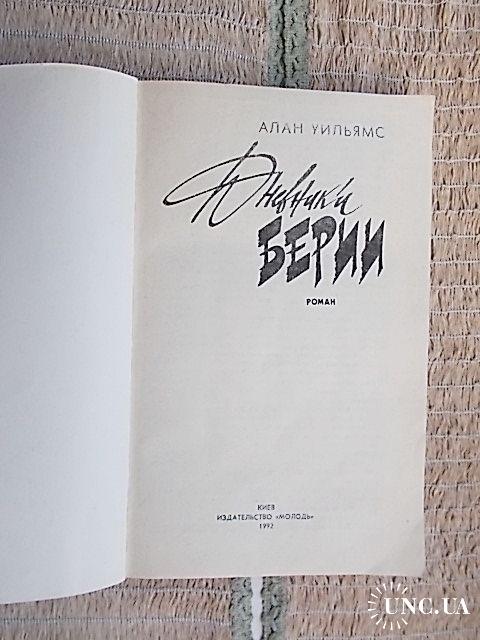 АЛАН УИЛЬЯМС
Дневники
БЕРИИ
РОМАН
КИЕВ
ИЗДАТЕЛЬСТВО «МОЛОДЬ»
1992
UNC.UA